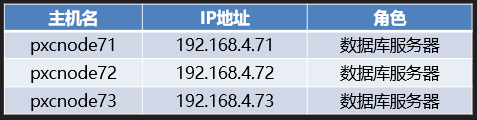 主机名 IP地址 角色
pxcnode71 192.168.4.71 数据库服务器
pxcnode72 192.168.4.72 数据库服务器
pxcnode73 192.168.4.73 数据库服务器